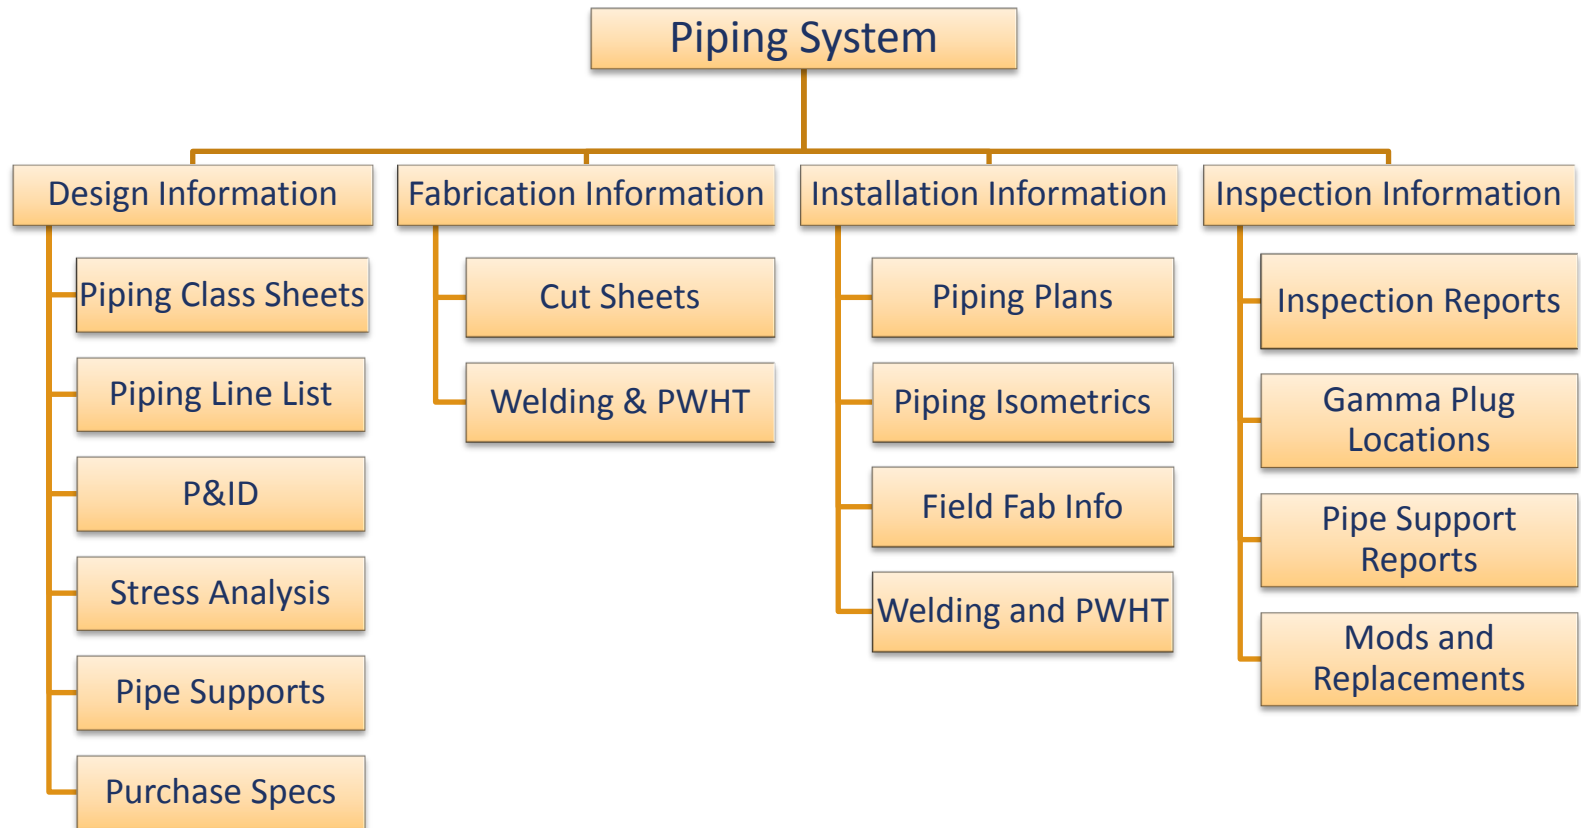 Piping System
Design Information
Piping Class Sheets
Piping Line List
P&ID
Stress Analysis
Pipe Supports
Purchase Specs
Fabrication Information
Cut Sheets
Welding & PWHT
Installation Information
Piping Plans
Piping Isometrics
Field Fab Info
Welding and PWHT
Inspection Information
Inspection Reports
Gamma Plug
Locations
Pipe Support
Reports
Mods and
Replacements